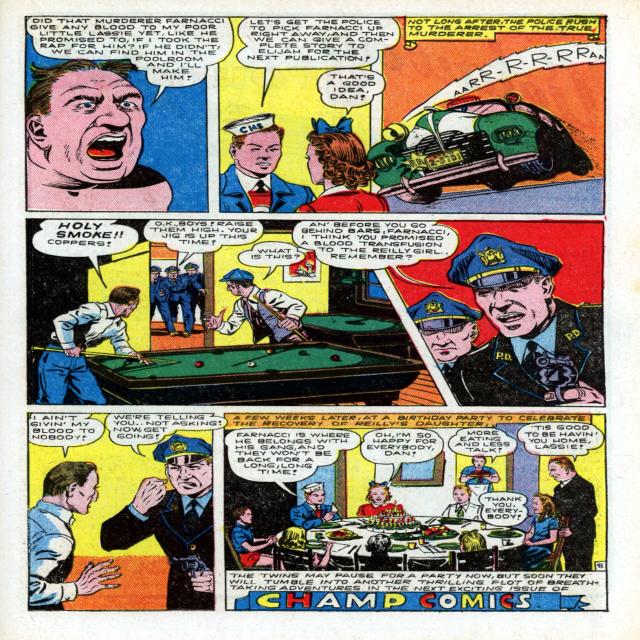 DID THAT MURDERER FARNACCI
GIVE ANY BLOOD TO MY POOR
LITTLE LASSIE YET, LIKE HE
PROMISED TO, IF I TOOK THE
RAP FOR HIM? IF HE DIDN'T,
WE CAN FIND HIM IN THE
POOLROOM
AND I'LL
MAKE
HIM!
LET'S GET THE POLICE
TO PICK FARNACCI UP
RIGHT AWAY, AND THEN
WE CAN GIVE A COM-
PLETE STORY TO
ELIJAH FOR THE
NEXT PUBLICATION!
THAT'S
A GOOD
IDEA,
DAN!
CHS
NOT LONG AFTER, THE POLICE RUSH
TO THE ARREST OF THE TRUE
MURDERER.
AARR-R-R-RRAA
HOLY
SMOKE!!
COPPERS!
O.K., BOYS! RAISE
THEM HIGH. YOUR
JIG IS UP THIS
TIME!
WHAT
IS THIS?
AN' BEFORE YOU GO
BEHIND BARS, FARNACCI,
I THINK YOU PROMISED
A BLOOD TRANSFUSION
TO THE REILLY GIRL..
REMEMBER?
P.D.
P.D.
I AIN'T
GIVIN' MY
BLOOD TO
NOBODY!
WE'RE TELLING
YOU.. NOT ASKING!
NOW, GET
GOING!
A FEW WEEKS LATER, AT A BIRTHDAY PARTY TO CELEBRATE
THE RECOVERY OF REILLY'S DAUGHTER..
FARNACCI IS WHERE
HE BELONGS WITH
HIS GANG, AND
THEY WON'T BE
BACK FOR A
LONG, LONG
TIME!
OH, I'M SO
HAPPY FOR
EVERYBODY,
DAN!
MORE
EATING
AND LESS
TALK!
'TIS GOOD
TO BE HAVIN'
YOU HOME,
LASSIE!
THANK
YOU,
EVERY-
BODY!
THE TWINS MAY PAUSE FOR A PARTY NOW, BUT SOON THEY
WILL TUMBLE INTO ANOTHER THRILLING PLOT OF BREATH-
TAKING ADVENTURES IN THE NEXT EXCITING ISSUE OF
CHAMP COMICS